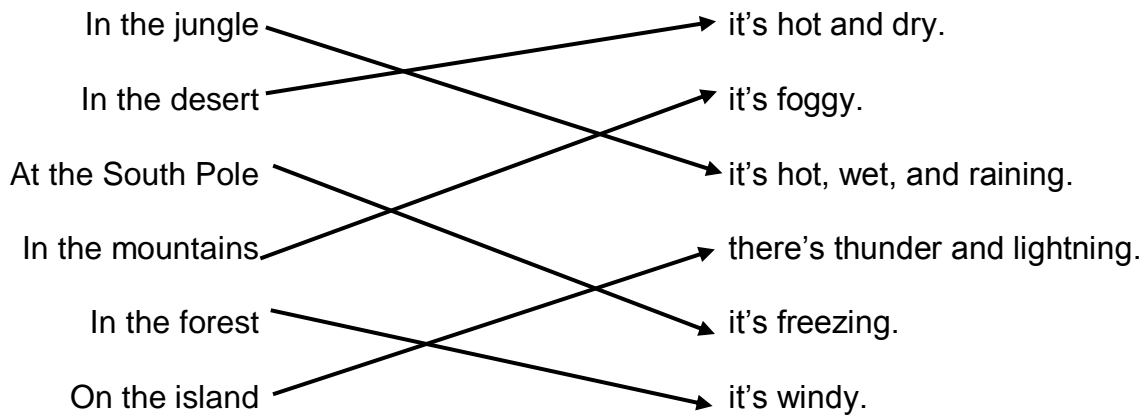 In the jungle it's hot and dry.
In the desert it's foggy.
At the South Pole it's hot, wet, and raining.
In the mountains there's thunder and lightning.
In the forest it's freezing.
On the island it's windy.